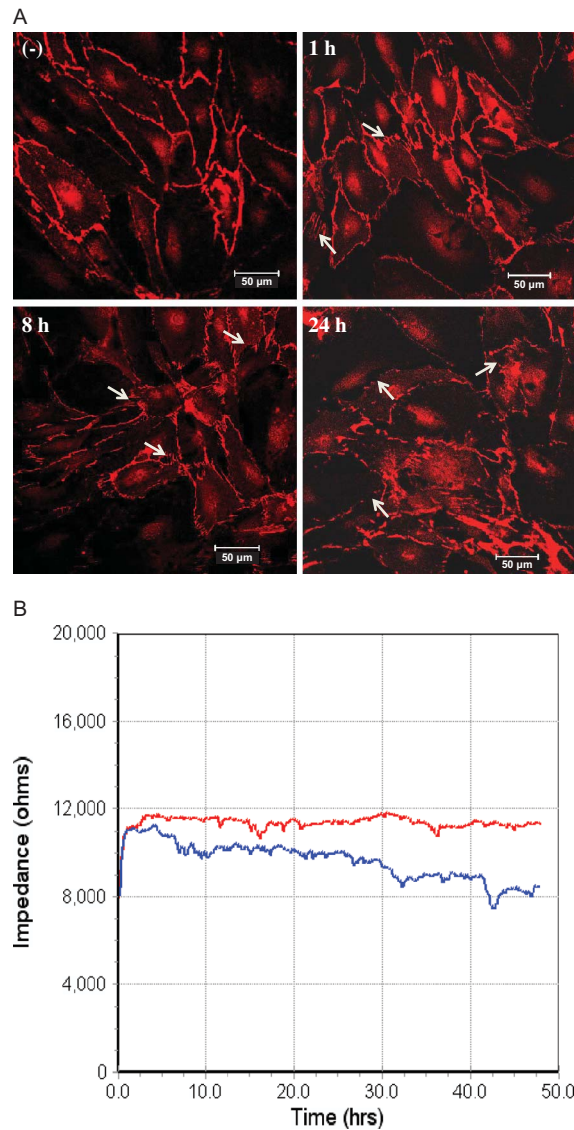 A
(-)
1 h
50 µm
50 µm
8 h
24 h
50 µm
50 µm
B
20,000
16,000
12,000
8,000
4,000
0
Impedance (ohms)
0.0 10.0 20.0 30.0 40.0 50.0
Time (hrs)